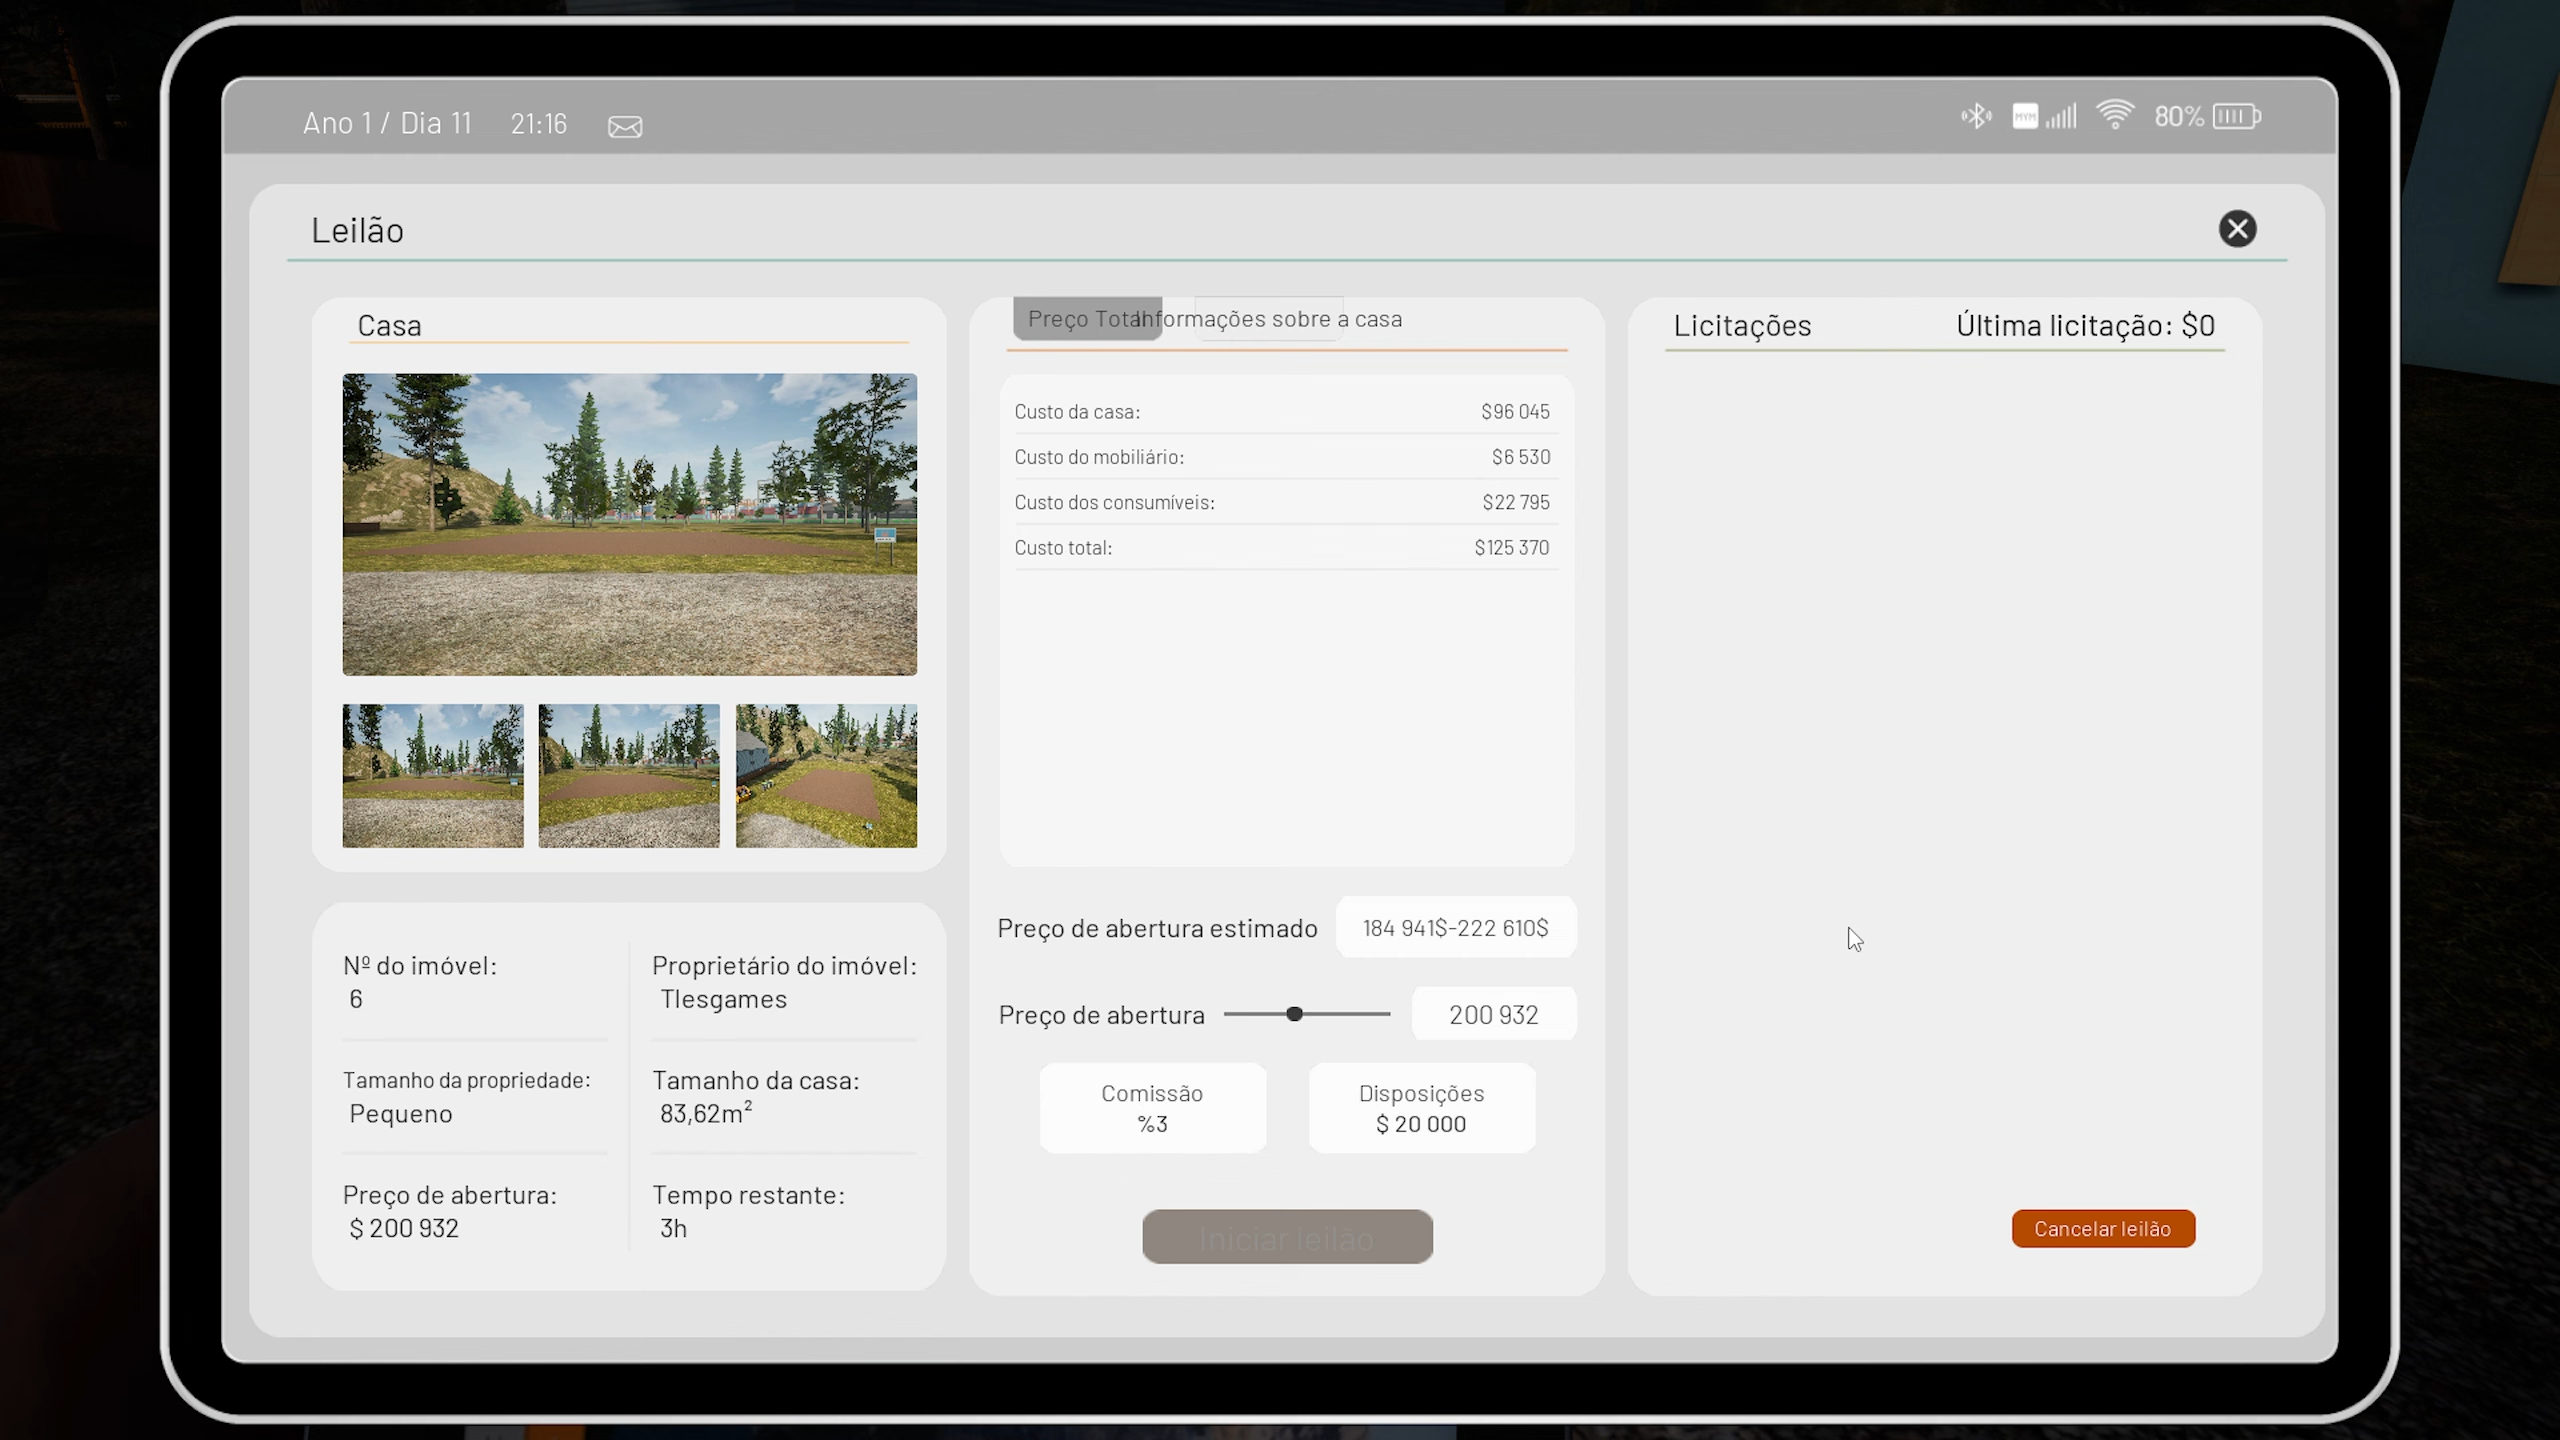 Ano 1 / Dia 11 21:16
MYM 80%
Leilão
Casa
Nº do imóvel:
6
Proprietário do imóvel:
Tlesgames
Tamanho da propriedade:
Pequeno
Tamanho da casa:
83,62m²
Preço de abertura:
$ 200 932
Tempo restante:
3h
Preço Total Informações sobre a casa
Custo da casa: $96 045
Custo do mobiliário: $6 530
Custo dos consumíveis: $22 795
Custo total: $125 370
Preço de abertura estimado 184 941$-222 610$
Preço de abertura 200 932
Comissão
%3
Disposições
$ 20 000
Iniciar leilão
Licitações Última licitação: $0
Cancelar leilão